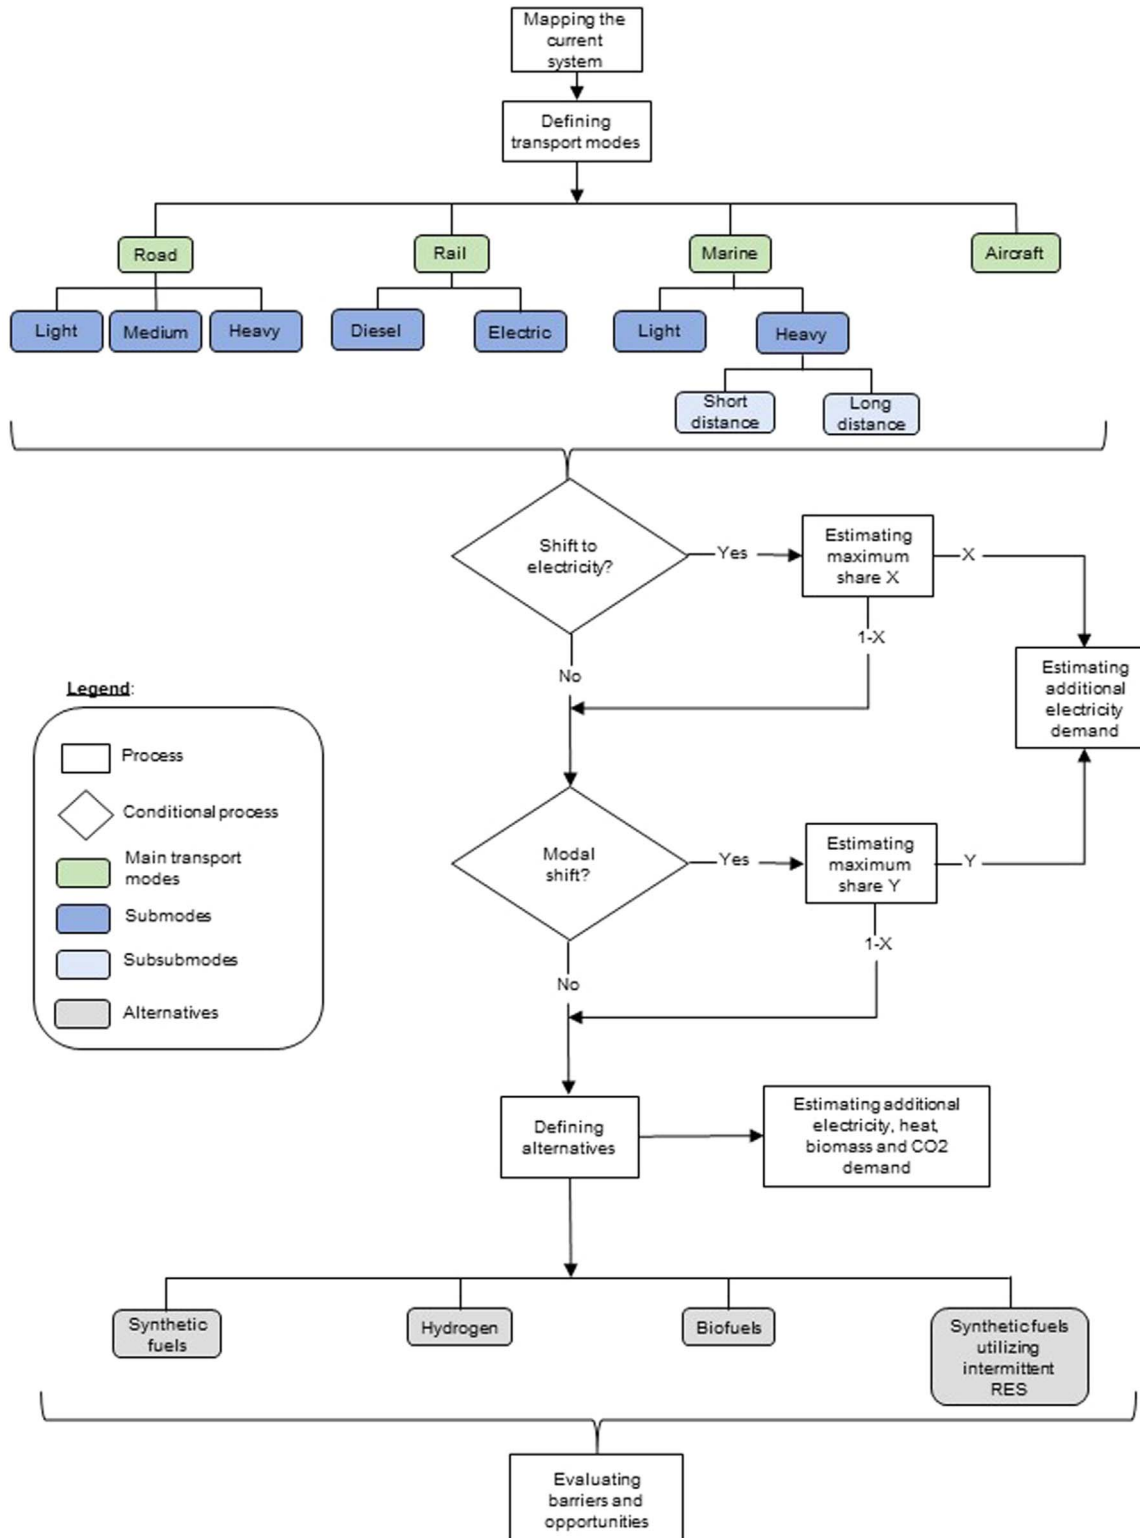 Mapping the
current
system
Defining
transport modes
Road
Rail
Marine
Aircraft
Light
Medium
Heavy
Diesel
Electric
Light
Heavy
Short
distance
Long
distance
Shift to
electricity?
Yes
Estimating
maximum
share X
X
1-X
No
Estimating
additional
electricity
demand
Legend:
Process
Conditional process
Main transport
modes
Submodes
Subsubmodes
Alternatives
Modal
shift?
Yes
Estimating
maximum
share Y
Y
1-X
No
Defining
alternatives
Estimating additional
electricity, heat,
biomass and CO2
demand
Synthetic
fuels
Hydrogen
Biofuels
Synthetic fuels
utilizing
intermittent
RES
Evaluating
barriers and
opportunities